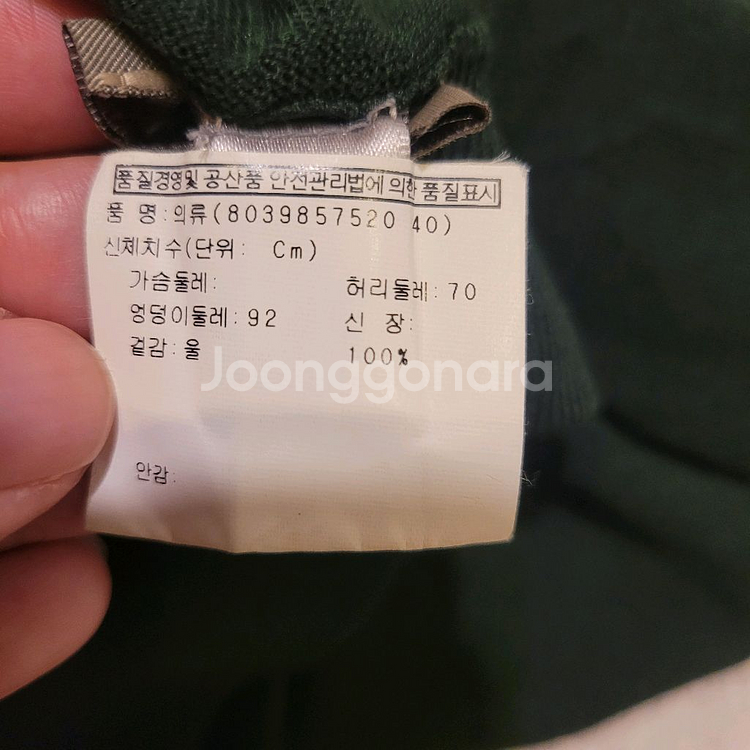 품질경영및 공산품 안전관리법에 의한 품질표시
품 명:의류(8039857520 40)
신체치수(단위: Cm)
가슴둘레: 허리둘레:70
엉덩이둘레:92 신 장:
겉감:울 100%
Joonggonara
안감: